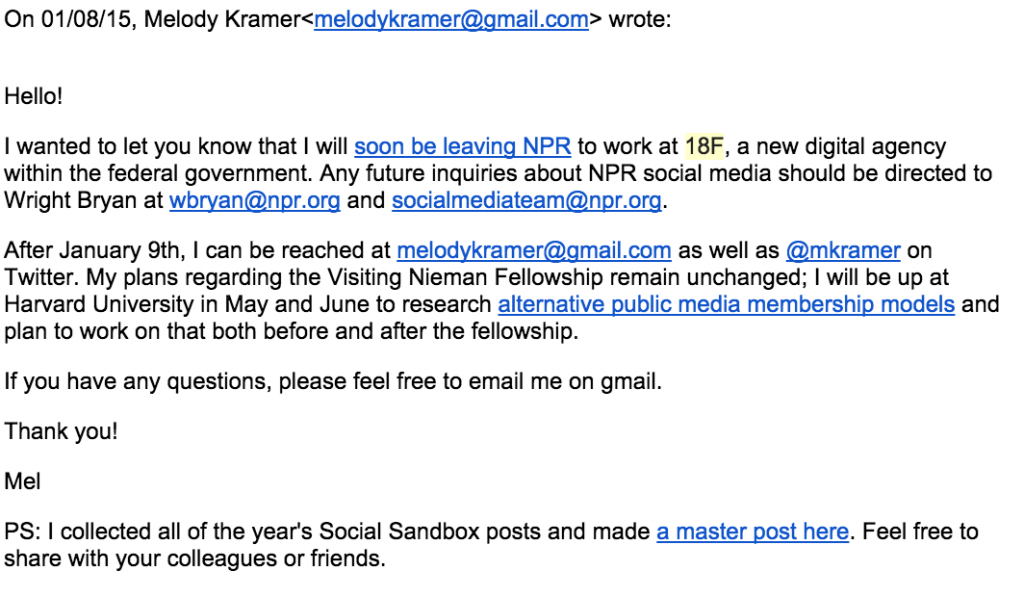 On 01/08/15, Melody Kramer<melodykramer@gmail.com> wrote:
Hello!
I wanted to let you know that I will soon be leaving NPR to work at 18F, a new digital agency
within the federal government. Any future inquiries about NPR social media should be directed to
Wright Bryan at wbryan@npr.org and socialmediateam@npr.org.
After January 9th, I can be reached at melodykramer@gmail.com as well as @mkramer on
Twitter. My plans regarding the Visiting Nieman Fellowship remain unchanged; I will be up at
Harvard University in May and June to research alternative public media membership models and
plan to work on that both before and after the fellowship.
If you have any questions, please feel free to email me on gmail.
Thank you!
Mel
PS: I collected all of the year's Social Sandbox posts and made a master post here. Feel free to
share with your colleagues or friends.